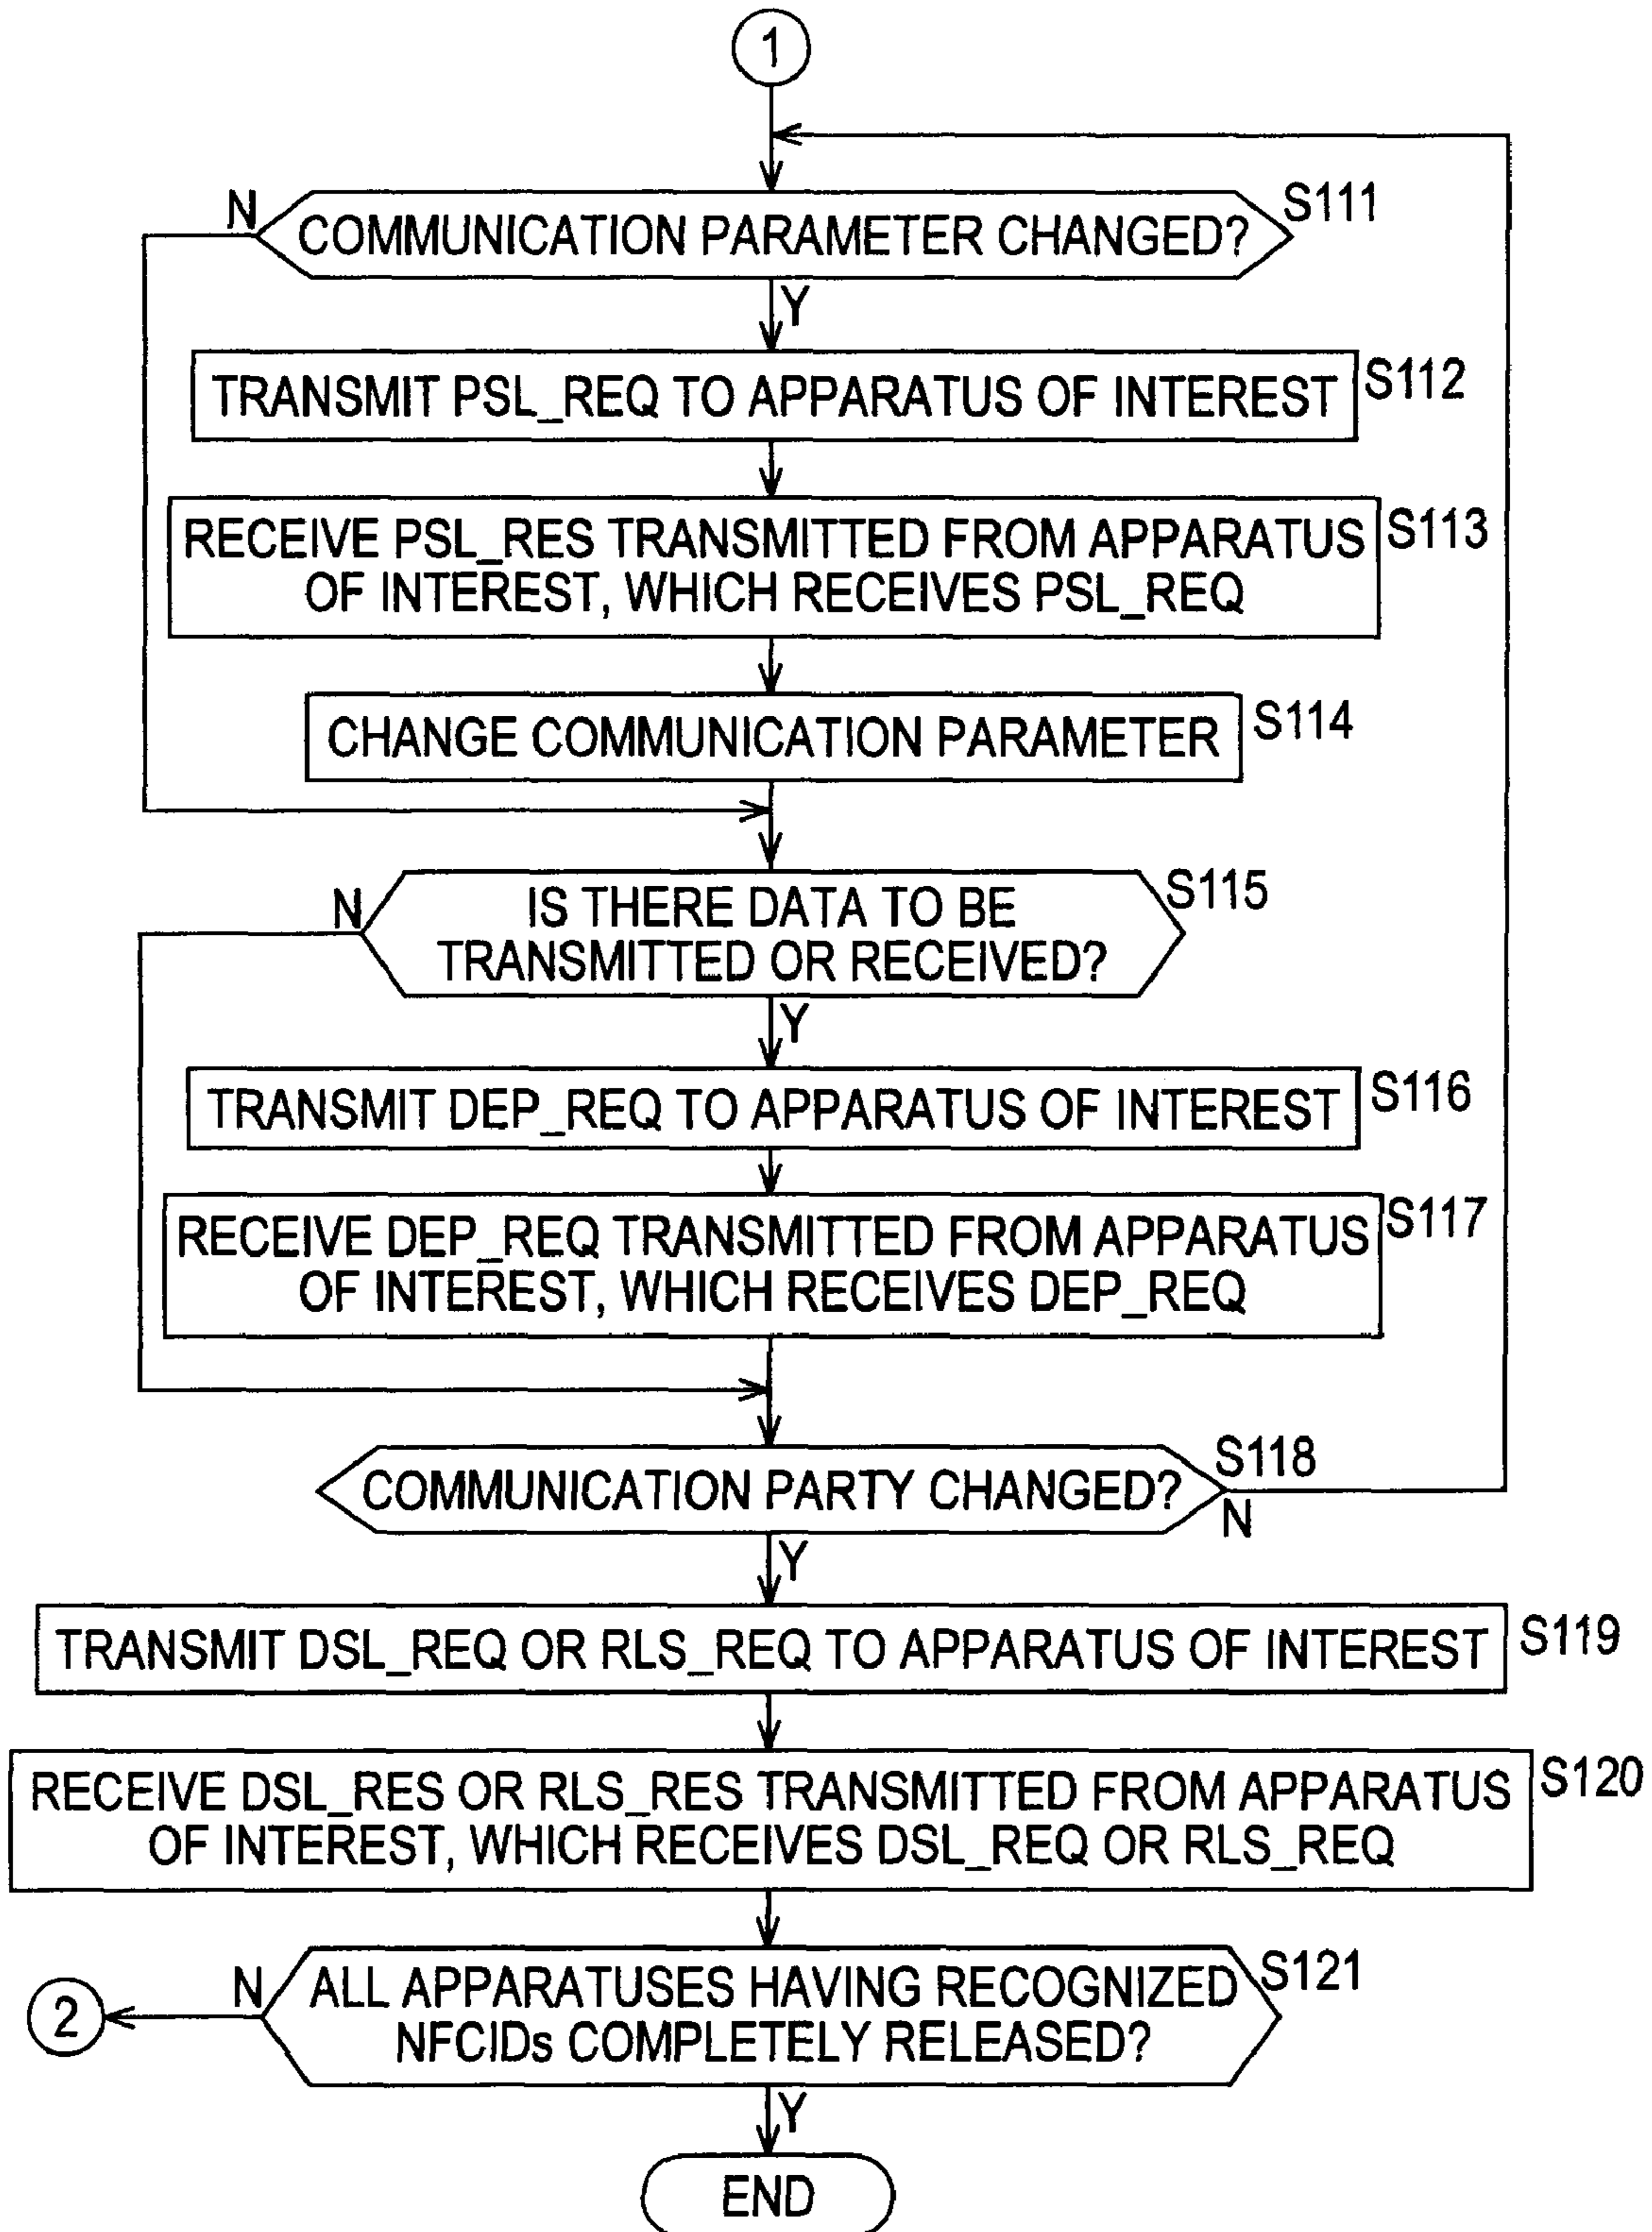 1
N
COMMUNICATION PARAMETER CHANGED?
S111
Y
TRANSMIT PSL_REQ TO APPARATUS OF INTEREST
S112
RECEIVE PSL_RES TRANSMITTED FROM APPARATUS
OF INTEREST, WHICH RECEIVES PSL_REQ
S113
CHANGE COMMUNICATION PARAMETER
S114
N
IS THERE DATA TO BE
TRANSMITTED OR RECEIVED?
S115
Y
TRANSMIT DEP_REQ TO APPARATUS OF INTEREST
S116
RECEIVE DEP_REQ TRANSMITTED FROM APPARATUS
OF INTEREST, WHICH RECEIVES DEP_REQ
S117
COMMUNICATION PARTY CHANGED?
S118
N
Y
TRANSMIT DSL_REQ OR RLS_REQ TO APPARATUS OF INTEREST
S119
RECEIVE DSL_RES OR RLS_RES TRANSMITTED FROM APPARATUS
OF INTEREST, WHICH RECEIVES DSL_REQ OR RLS_REQ
S120
2
N
ALL APPARATUSES HAVING RECOGNIZED
NFCIDs COMPLETELY RELEASED?
S121
Y
END